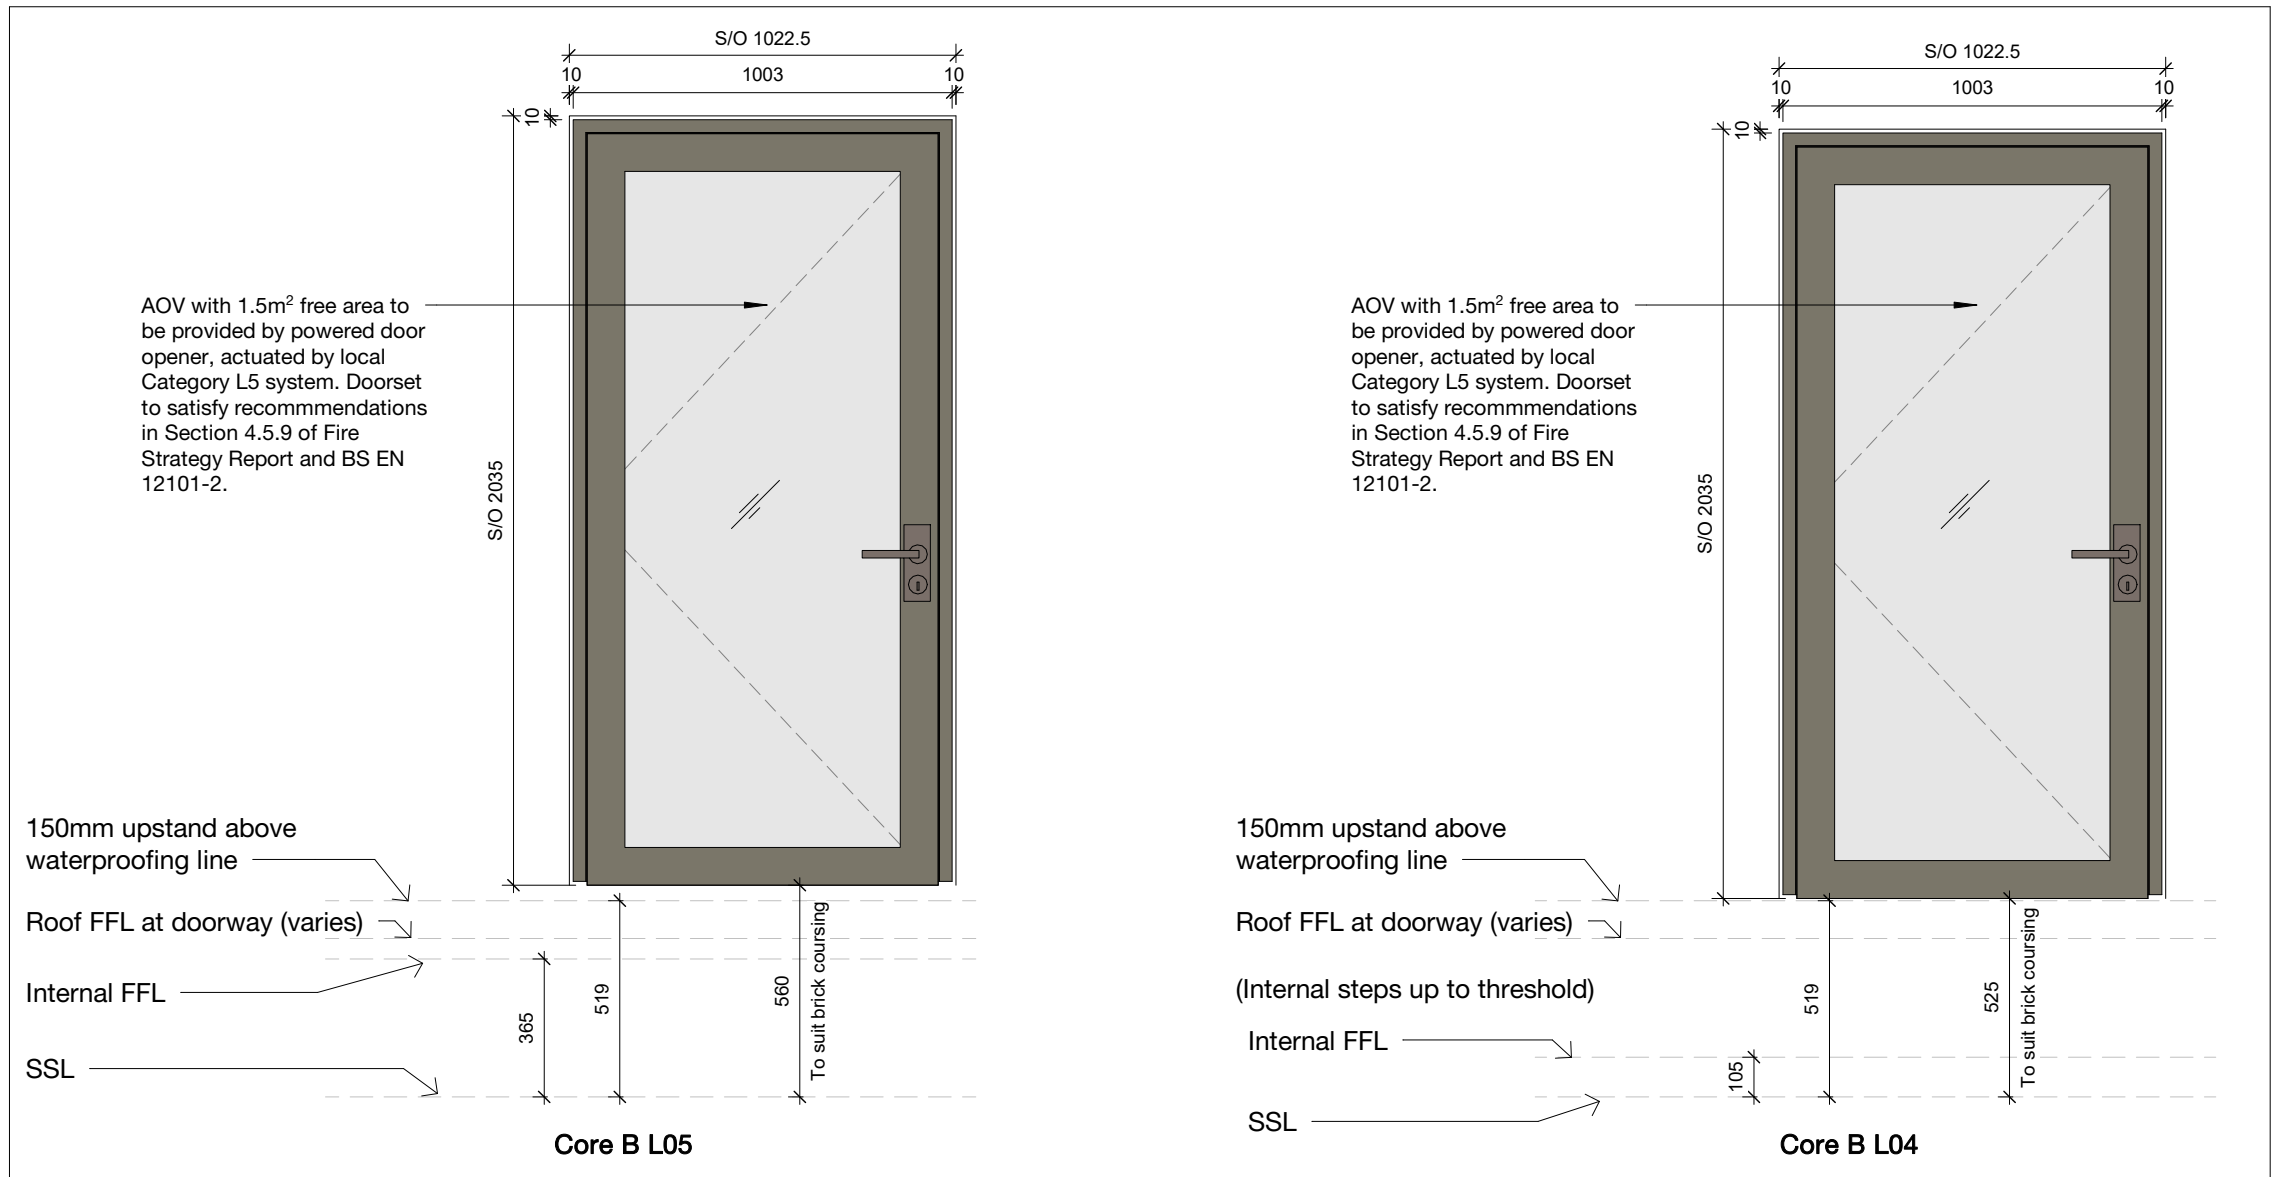 S/O 1022.5
10 1003 10
10
AOV with 1.5m² free area to
be provided by powered door
opener, actuated by local
Category L5 system. Doorset
to satisfy recommmendations
in Section 4.5.9 of Fire
Strategy Report and BS EN
12101-2.
S/O 2035
150mm upstand above
waterproofing line
Roof FFL at doorway (varies)
Internal FFL
SSL
365
519
560
To suit brick coursing
Core B L05
S/O 1022.5
10 1003 10
10
AOV with 1.5m² free area to
be provided by powered door
opener, actuated by local
Category L5 system. Doorset
to satisfy recommmendations
in Section 4.5.9 of Fire
Strategy Report and BS EN
12101-2.
S/O 2035
150mm upstand above
waterproofing line
Roof FFL at doorway (varies)
(Internal steps up to threshold)
Internal FFL
SSL
105
519
525
To suit brick coursing
Core B L04